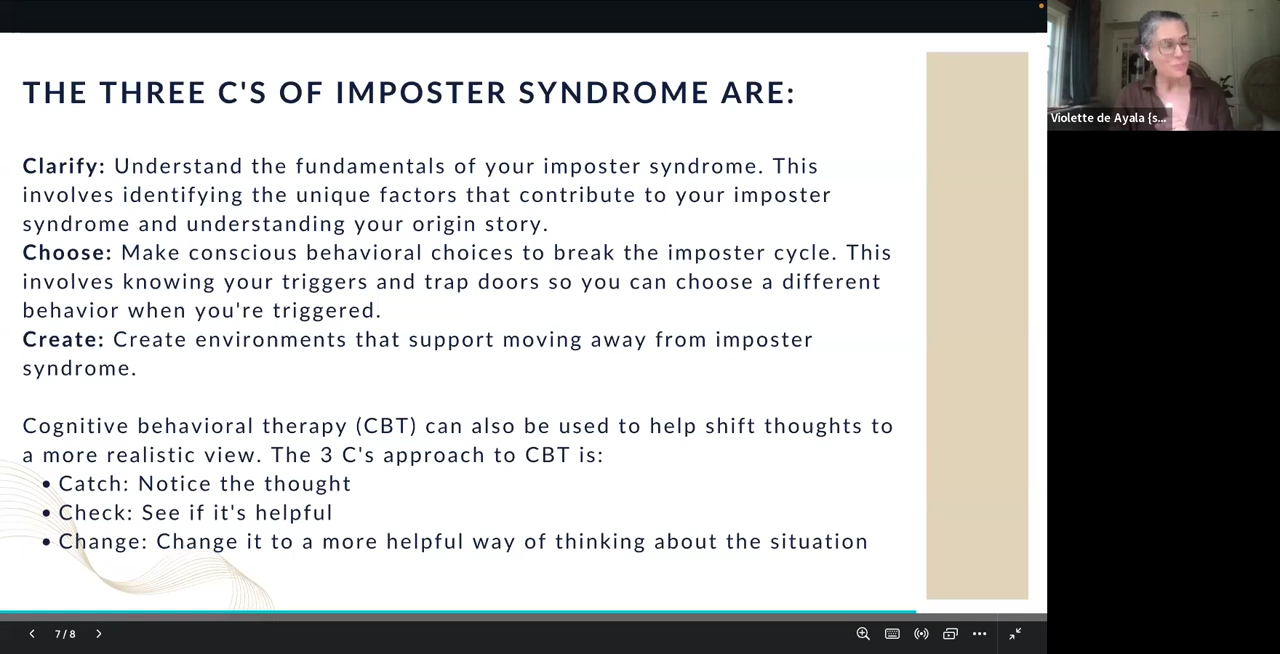 THE THREE C'S OF IMPOSTER SYNDROME ARE:
Clarify: Understand the fundamentals of your imposter syndrome. This
involves identifying the unique factors that contribute to your imposter
syndrome and understanding your origin story.
Choose: Make conscious behavioral choices to break the imposter cycle. This
involves knowing your triggers and trap doors so you can choose a different
behavior when you're triggered.
Create: Create environments that support moving away from imposter
syndrome.
Cognitive behavioral therapy (CBT) can also be used to help shift thoughts to
a more realistic view. The 3 C's approach to CBT is:
• Catch: Notice the thought
• Check: See if it's helpful
• Change: Change it to a more helpful way of thinking about the situation
Violette de Ayala {s...
7 / 8